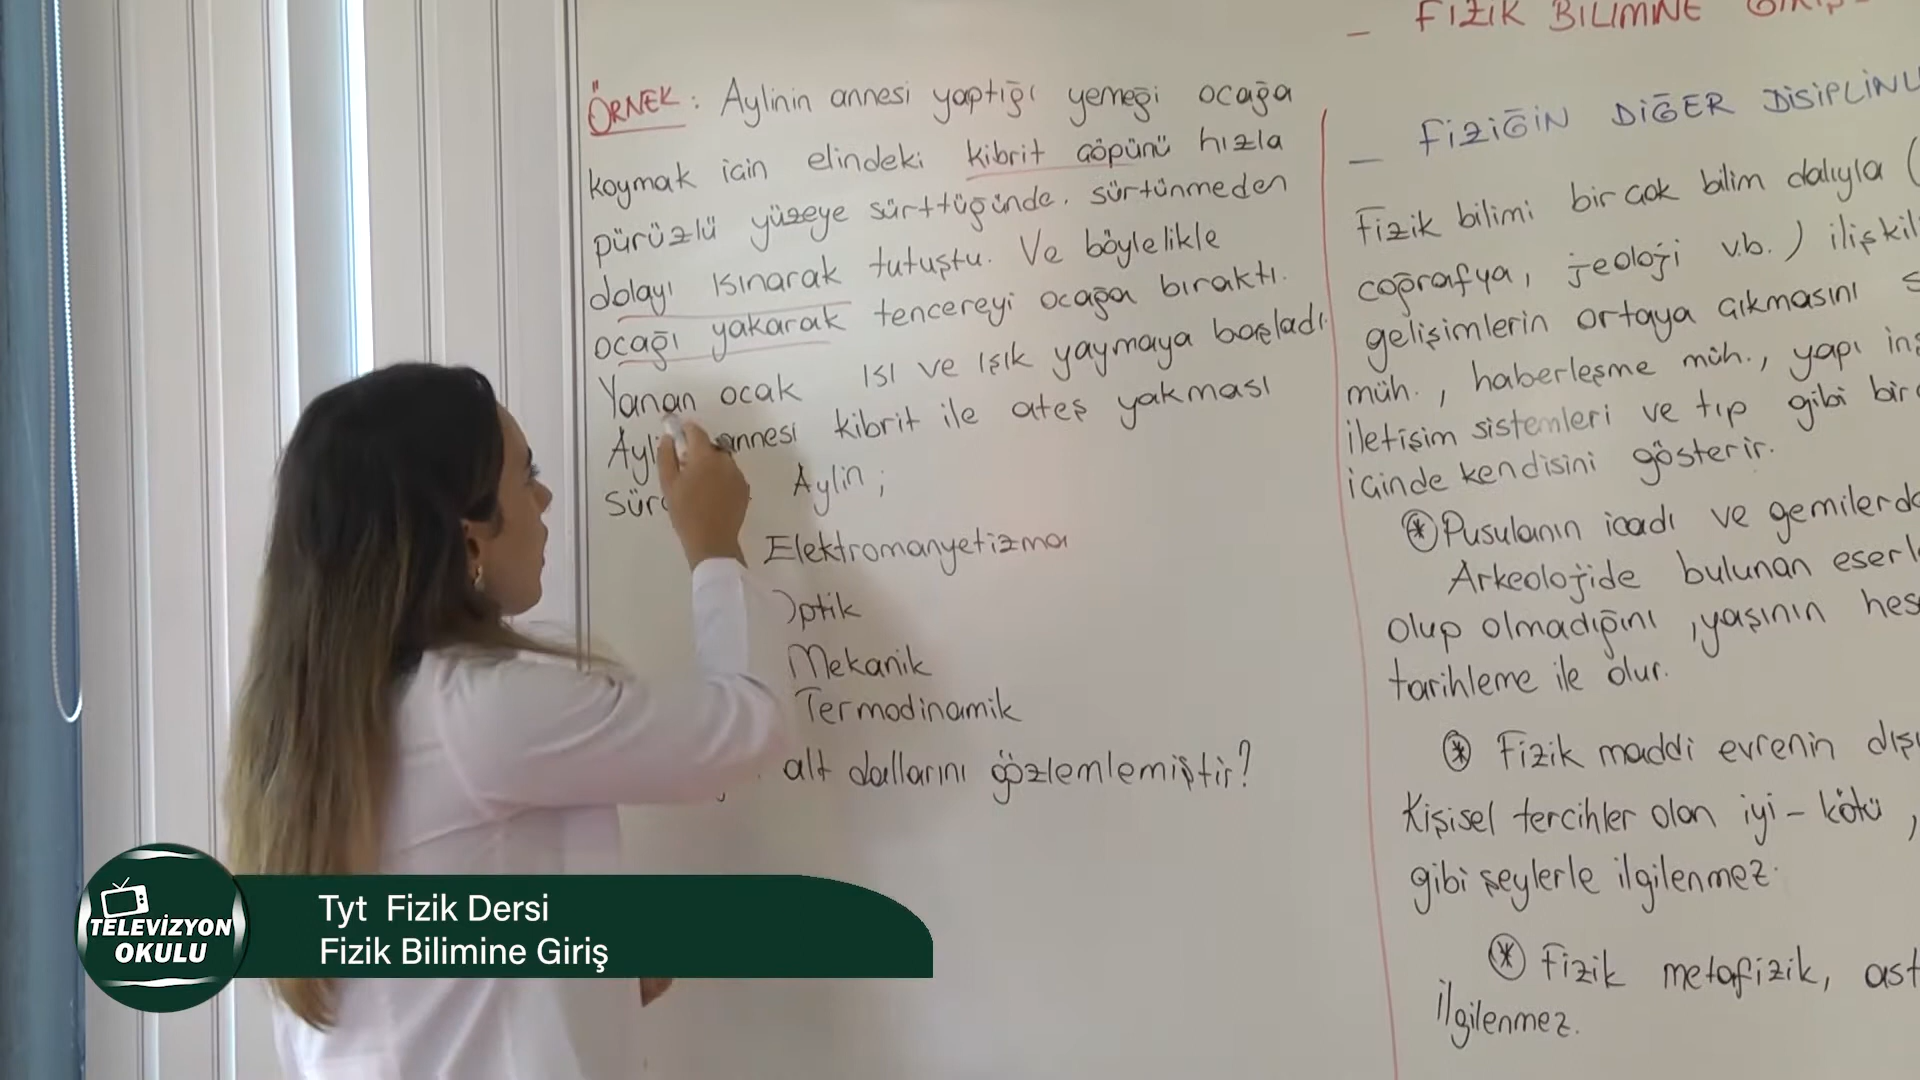 ÖRNEK: Aylinin annesi yaptığı yemeği ocağa
koymak için elindeki kibrit çöpünü hızla
pürüzlü yüzeye sürttüğünde. sürtünmeden
dolayı ısınarak tutuştu. Ve böylelikle
ocağı yakarak tencereyi ocağa bıraktı.
Yanan ocak ısı ve ışık yaymaya başladı.
annesi kibrit ile ateş yakması
Aylin;
Elektromanyetizma
Optik
Mekanik
Termodinamik
alt dallarını gözlemlemiştir?
— FİZİK BİLİMİNE
— FİZİĞİN DİĞER
Fizik bilimi bir çok bilim dalıyla (
coğrafya, jeoloji v.b.)
gelişimlerin ortaya çıkmasını
müh., haberleşme müh., yapı
iletişim sistemleri ve tıp gibi
içinde kendisini gösterir.
* Pusulanın icadı ve
Arkeolojide bulunan
olup olmadığını, yaşının
tarihleme ile olur.
* Fizik maddi evrenin
Kişisel tercihler olan iyi - kötü,
gibi şeylerle ilgilenmez.
* Fizik metafizik,
İlgilenmez.
TELEVİZYON
OKULU
Tyt Fizik Dersi
Fizik Bilimine Giriş